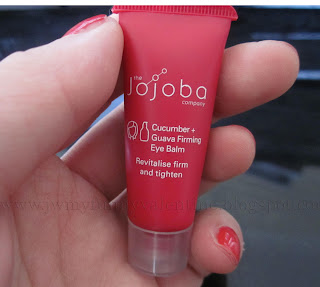 the
Jojoba
company
Cucumber +
Guava Firming
Eye Balm
Revitalise firm
and tighten